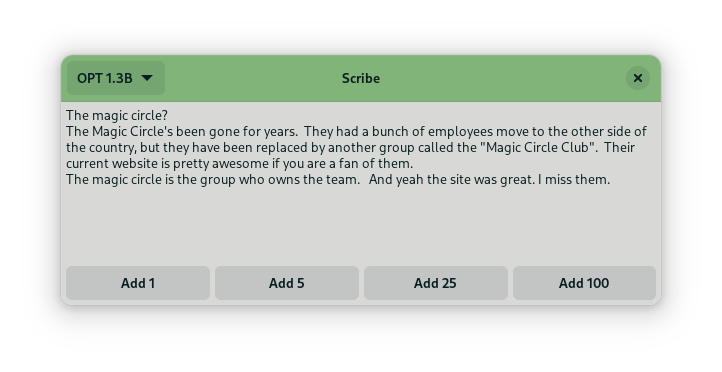 OPT 1.3B
Scribe
The magic circle?
The Magic Circle's been gone for years.  They had a bunch of employees move to the other side of
the country, but they have been replaced by another group called the "Magic Circle Club".  Their
current website is pretty awesome if you are a fan of them.
The magic circle is the group who owns the team.   And yeah the site was great. I miss them.
Add 1
Add 5
Add 25
Add 100